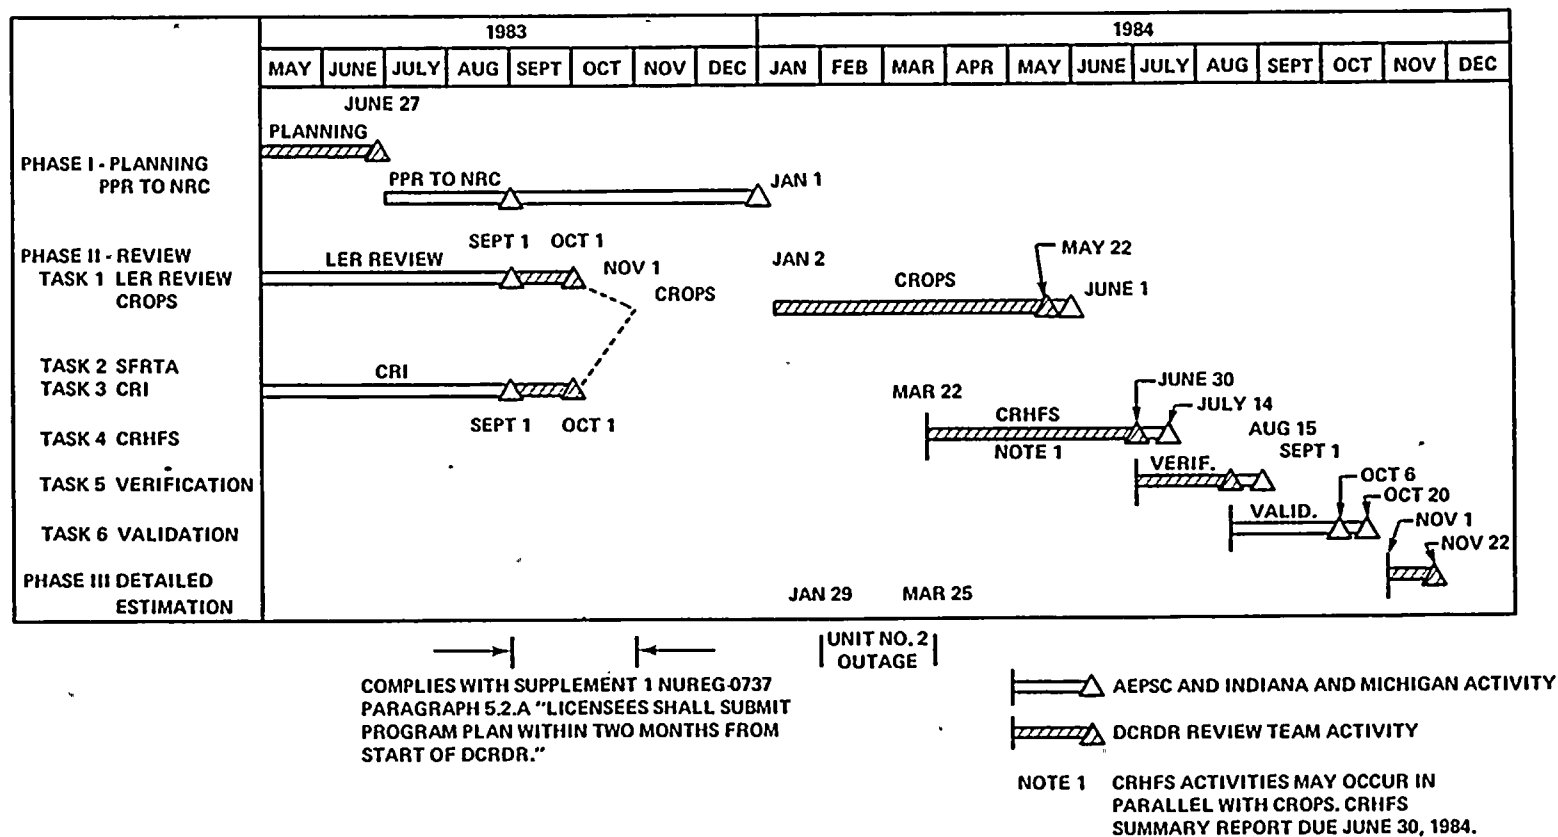 1983 1984
MAY JUNE JULY AUG SEPT OCT NOV DEC JAN FEB MAR APR MAY JUNE JULY AUG SEPT OCT NOV DEC
JUNE 27
PLANNING
PHASE I - PLANNING
PPR TO NRC
PPR TO NRC
JAN 1
SEPT 1 OCT 1
PHASE II - REVIEW
TASK 1 LER REVIEW
CROPS
LER REVIEW
NOV 1
CROPS
JAN 2
CROPS
MAY 22
JUNE 1
TASK 2 SFRTA
TASK 3 CRI
CRI
SEPT 1 OCT 1
MAR 22
JUNE 30
JULY 14
TASK 4 CRHFS
CRHFS
NOTE 1
AUG 15
SEPT 1
TASK 5 VERIFICATION
VERIF.
OCT 6
OCT 20
TASK 6 VALIDATION
VALID.
NOV 1
NOV 22
PHASE III DETAILED
ESTIMATION
JAN 29 MAR 25
UNIT NO. 2
OUTAGE
COMPLIES WITH SUPPLEMENT 1 NUREG-0737
PARAGRAPH 5.2.A "LICENSEES SHALL SUBMIT
PROGRAM PLAN WITHIN TWO MONTHS FROM
START OF DCRDR."
AEPSC AND INDIANA AND MICHIGAN ACTIVITY
DCRDR REVIEW TEAM ACTIVITY
NOTE 1 CRHFS ACTIVITIES MAY OCCUR IN
PARALLEL WITH CROPS. CRHFS
SUMMARY REPORT DUE JUNE 30, 1984.